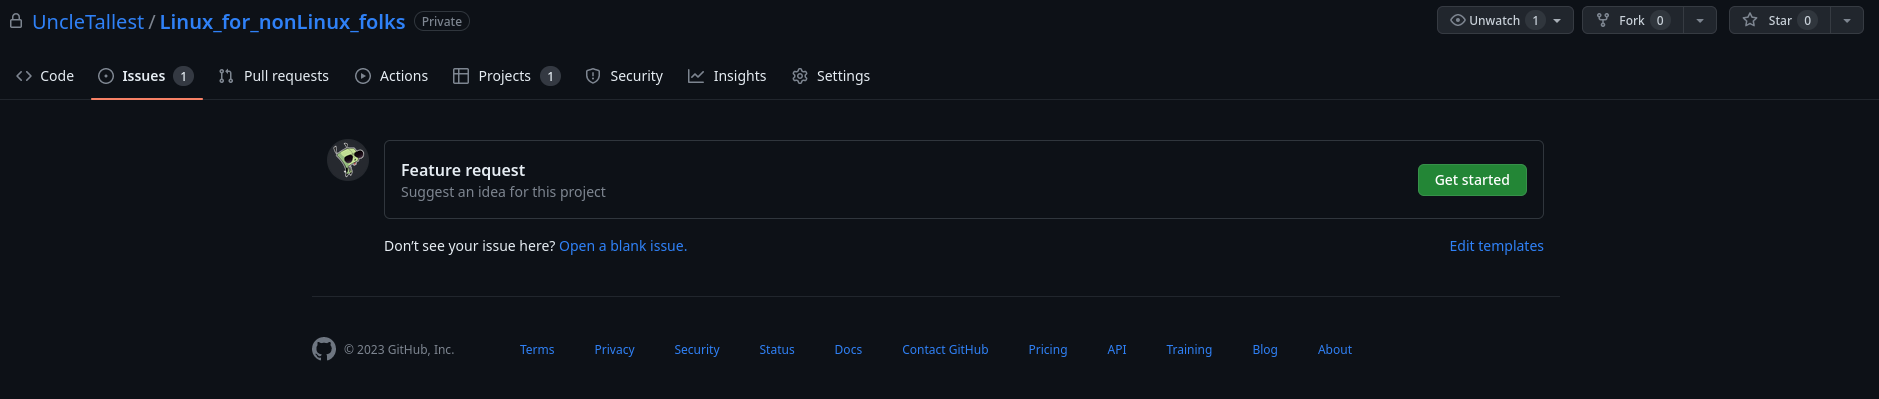 UncleTallest / Linux_for_nonLinux_folks Private Unwatch 1 Fork 0 Star 0
Code Issues 1 Pull requests Actions Projects 1 Security Insights Settings
Feature request
Suggest an idea for this project
Get started
Don’t see your issue here? Open a blank issue. Edit templates
© 2023 GitHub, Inc. Terms Privacy Security Status Docs Contact GitHub Pricing API Training Blog About